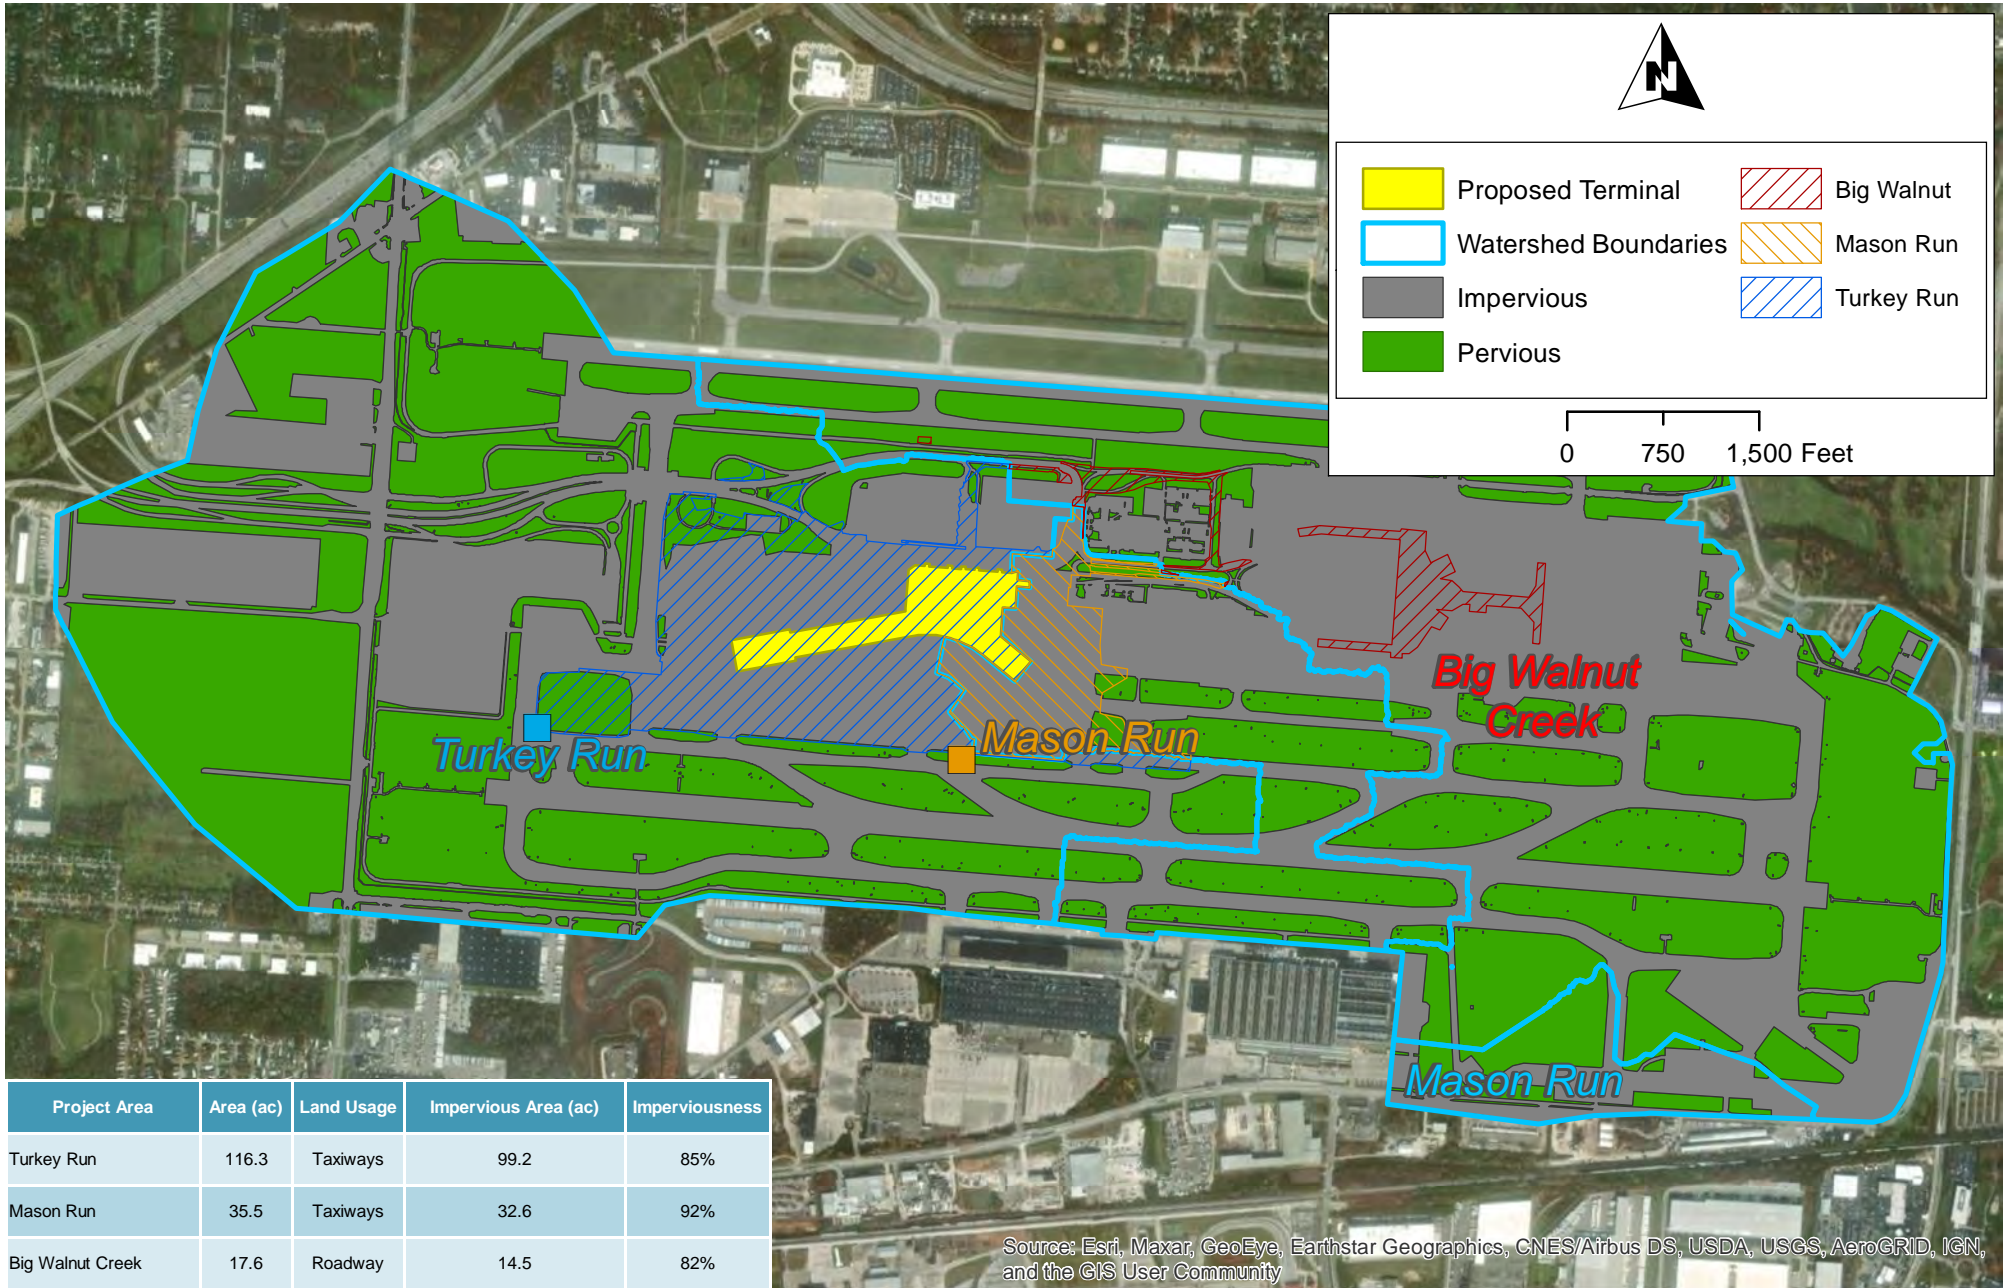 N
Proposed Terminal
Watershed Boundaries
Impervious
Pervious
Big Walnut
Mason Run
Turkey Run
0 750 1,500 Feet
Big Walnut
Creek
Turkey Run
Mason Run
Mason Run
Project Area Area (ac) Land Usage Impervious Area (ac) Imperviousness
Turkey Run 116.3 Taxiways 99.2 85%
Mason Run 35.5 Taxiways 32.6 92%
Big Walnut Creek 17.6 Roadway 14.5 82%
Source: Esri, Maxar, GeoEye, Earthstar Geographics, CNES/Airbus DS, USDA, USGS, AeroGRID, IGN,
and the GIS User Community